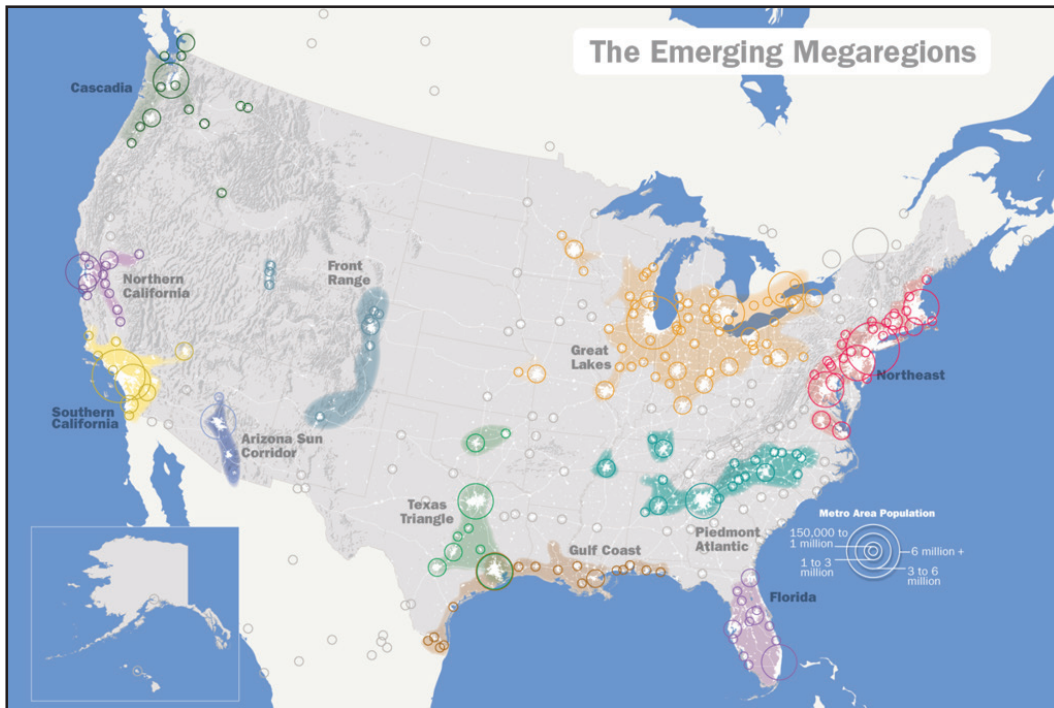 The Emerging Megaregions
Cascadia
Northern
California
Front
Range
Great
Lakes
Northeast
Southern
California
Arizona Sun
Corridor
Texas
Triangle
Gulf Coast
Piedmont
Atlantic
Florida
Metro Area Population
150,000 to
1 million
1 to 3
million
6 million +
3 to 6
million